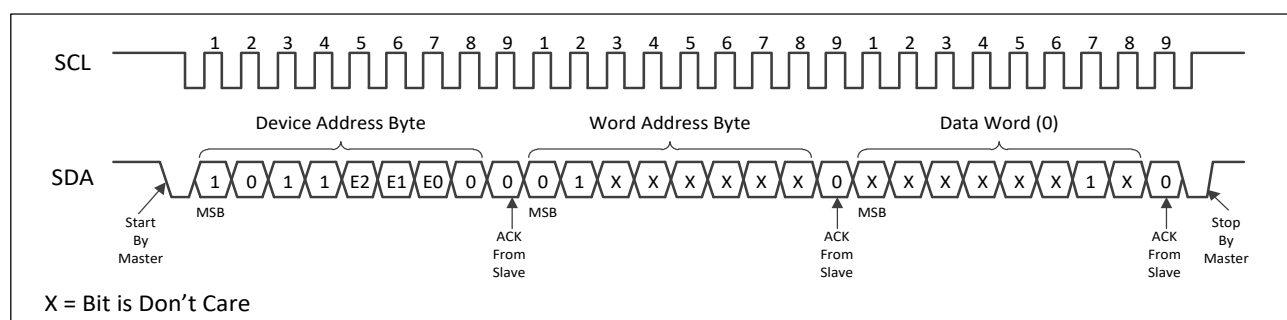 1 2 3 4 5 6 7 8 9 1 2 3 4 5 6 7 8 9 1 2 3 4 5 6 7 8 9
SCL
Device Address Byte Word Address Byte Data Word (0)
SDA 1 0 1 1 E2 E1 E0 0 0 0 1 X X X X X X 0 X X X X X X 1 X 0
MSB MSB MSB
Start
By
Master
ACK
From
Slave
ACK
From
Slave
ACK
From
Slave
Stop
By
Master
X = Bit is Don’t Care